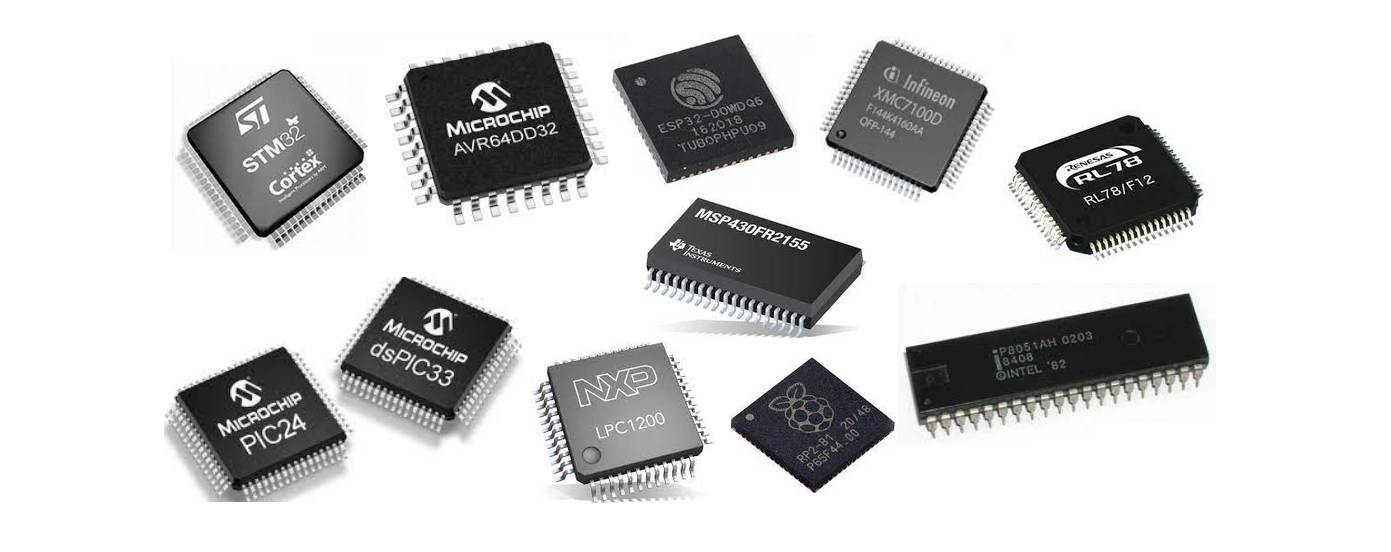 ST
STM32
Cortex
Intelligent Processors by ARM
MICROCHIP
AVR64DD32
ESP32-D0WDQ6
162018
TUB0PHPU09
Infineon
XMC7100D
F144K4160AA
QFP-144
RENESAS
RL78
RL78/F12
MSP430FR2155
TEXAS
INSTRUMENTS
MICROCHIP
dsPIC33
MICROCHIP
PIC24
NXP
LPC1200
RP2-B1 20/48
P65F44.00
i P8051AH 0203
8408
©INTEL '82